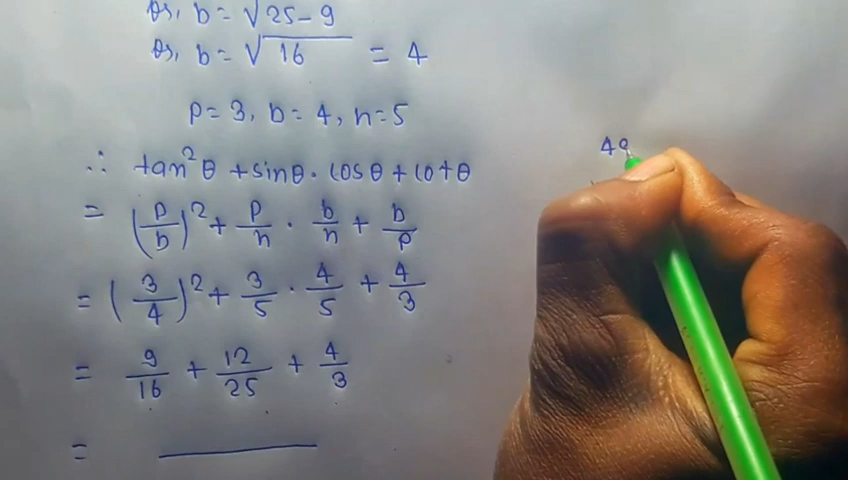 Or, b = √25 - 9
Or, b = √16 = 4
P = 3, b = 4, h = 5
∴ tan²θ + sinθ · cosθ + cotθ
= (P/b)² + P/h · b/h + b/P
= (3/4)² + 3/5 · 4/5 + 4/3
= 9/16 + 12/25 + 4/3
=